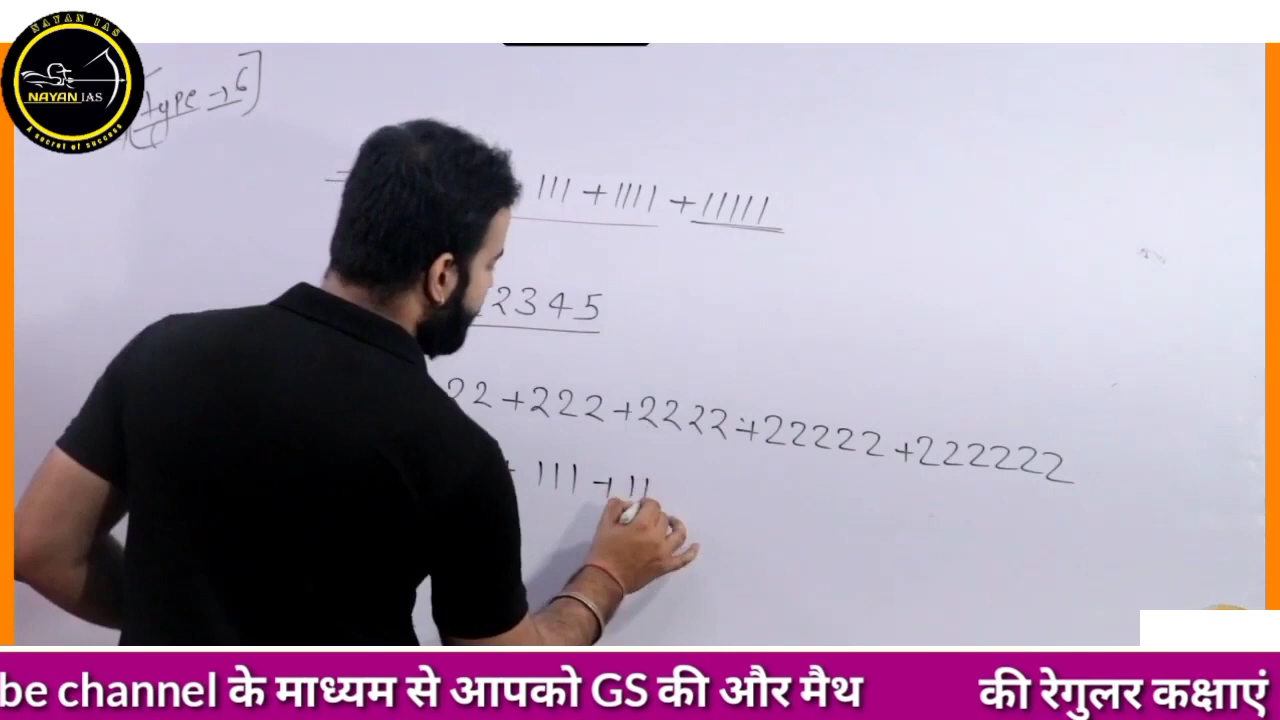 NAYAN IAS
NAYAN IAS
A secret of success
type → 6]
111 + 1111 + 11111
2345
22 + 222 + 2222 + 22222 + 222222
+ 111 + 11
be channel के माध्यम से आपको GS की और मैथ की रेगुलर कक्षाएं